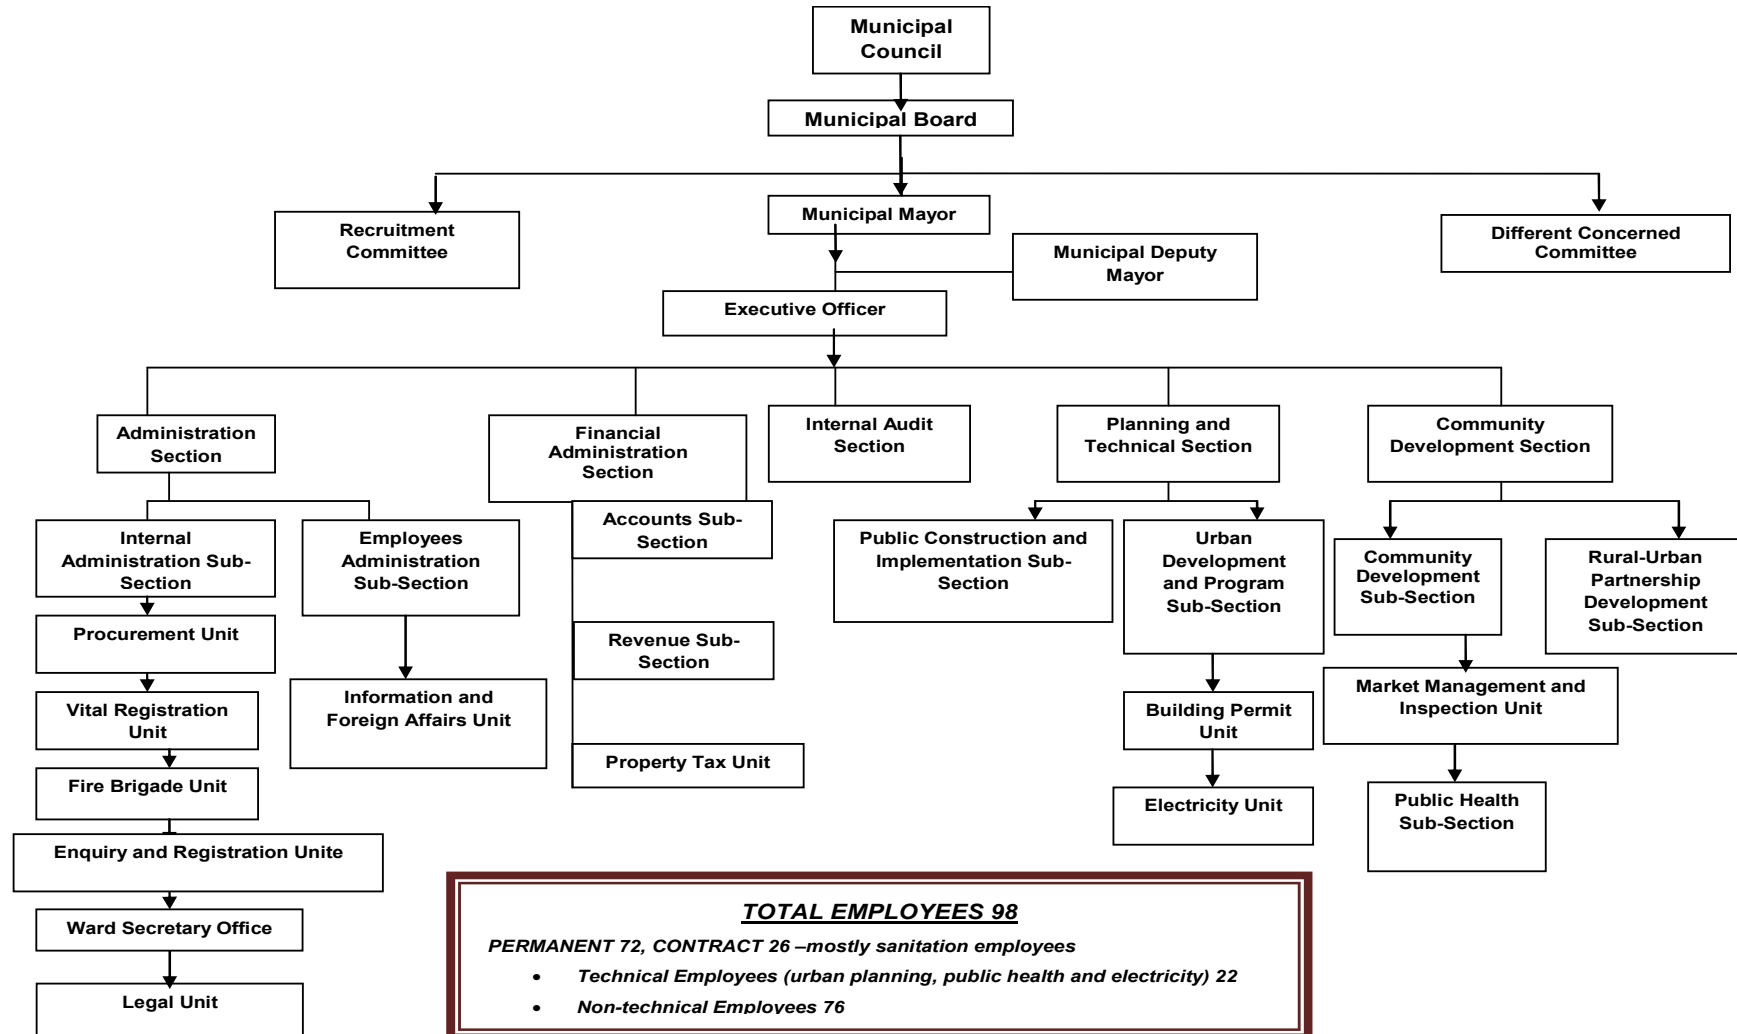 Municipal
Council
Municipal Board
Recruitment
Committee
Municipal Mayor
Different Concerned
Committee
Municipal Deputy
Mayor
Executive Officer
Administration
Section
Financial
Administration
Section
Internal Audit
Section
Planning and
Technical Section
Community
Development Section
Internal
Administration Sub-
Section
Employees
Administration
Sub-Section
Accounts Sub-
Section
Public Construction and
Implementation Sub-
Section
Urban
Development
and Program
Sub-Section
Community
Development
Sub-Section
Rural-Urban
Partnership
Development
Sub-Section
Procurement Unit
Revenue Sub-
Section
Information and
Foreign Affairs Unit
Market Management and
Inspection Unit
Vital Registration
Unit
Building Permit
Unit
Property Tax Unit
Fire Brigade Unit
Electricity Unit
Public Health
Sub-Section
Enquiry and Registration Unite
Ward Secretary Office
Legal Unit
TOTAL EMPLOYEES 98
PERMANENT 72, CONTRACT 26 –mostly sanitation employees
• Technical Employees (urban planning, public health and electricity) 22
• Non-technical Employees 76